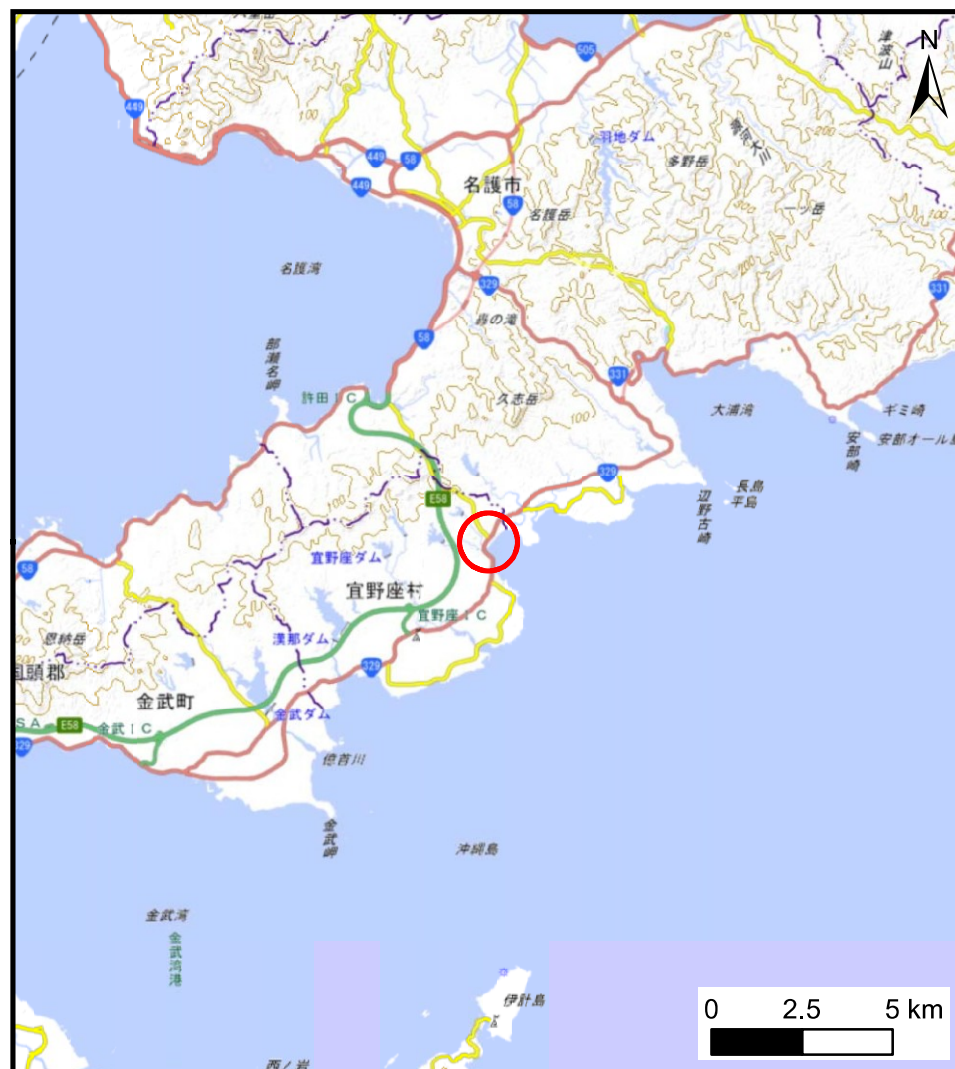 505
津波山
N
449
100
羽地ダム
200
多野岳
449
58
名護市
449
58
名護岳
一ッ岳
100
名護湾
329
331
轟の滝
58
部瀬名岬
許田IC
331
久志岳
大浦湾
ギミ崎
安部崎
安部オール島
329
長島
平島
辺野古崎
E58
宜野座ダム
58
宜野座村
宜野座IC
漢那ダム
恩納岳
329
国頭郡
金武町
金武ダム
SA
E58
金武IC
329
億首川
金武岬
沖縄島
金武湾
金武湾港
伊計島
0 2.5 5 km
西ノ岩